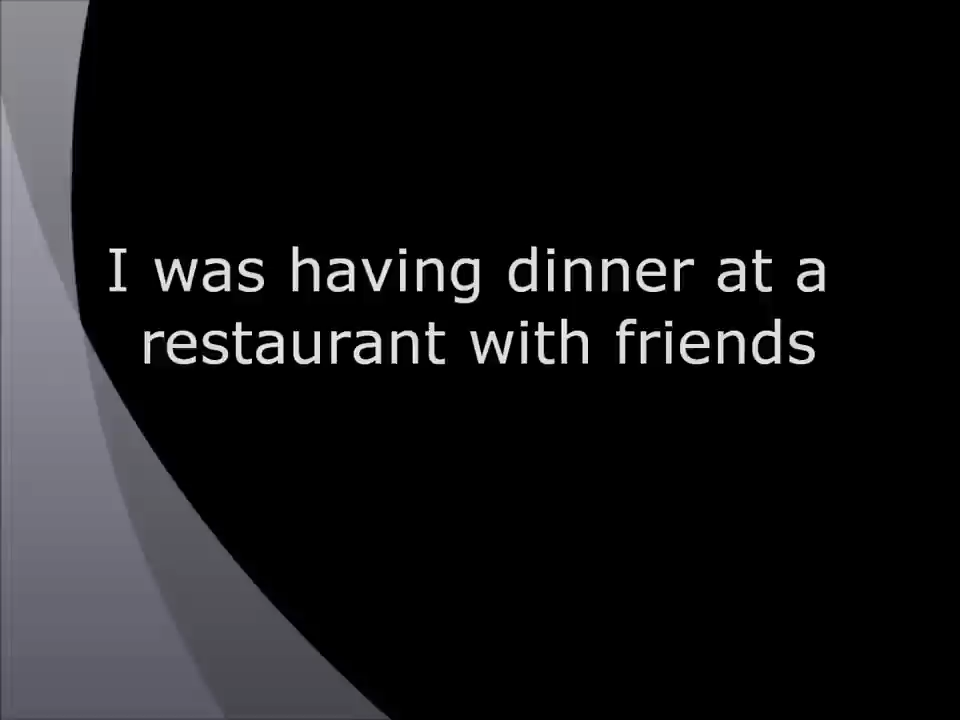 I was having dinner at a
restaurant with friends